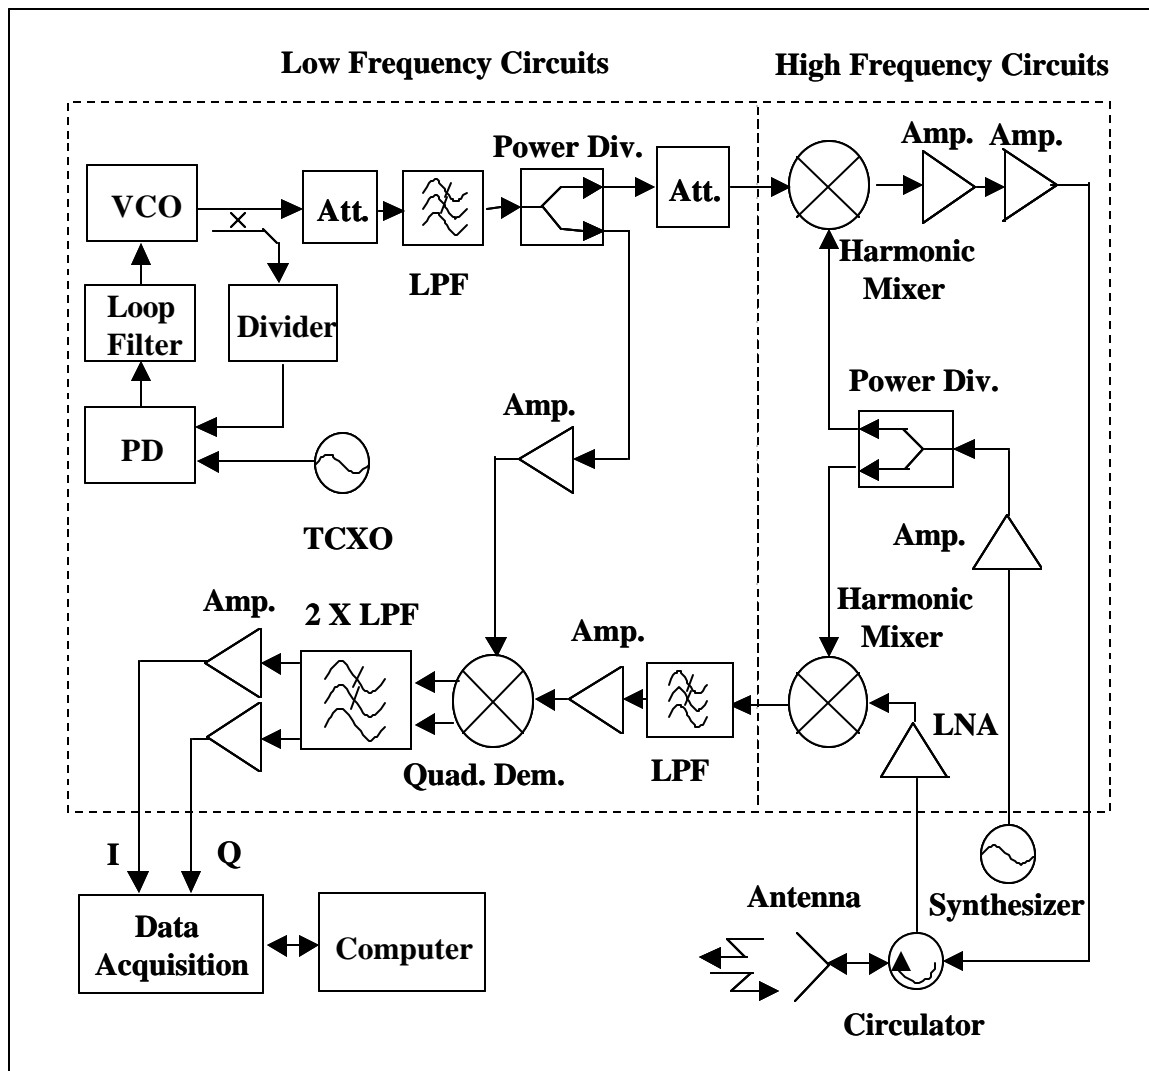 Low Frequency Circuits
High Frequency Circuits
Power Div.
Amp.
Amp.
VCO
Att.
Att.
LPF
Harmonic
Mixer
Loop
Filter
Divider
Power Div.
Amp.
PD
TCXO
Amp.
Amp.
2 X LPF
Amp.
Harmonic
Mixer
LNA
Quad. Dem.
LPF
I
Q
Antenna
Synthesizer
Data
Acquisition
Computer
Circulator